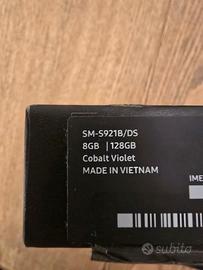 SM-S921B/DS
8GB | 128GB
Cobalt Violet
MADE IN VIETNAM
IME
subito